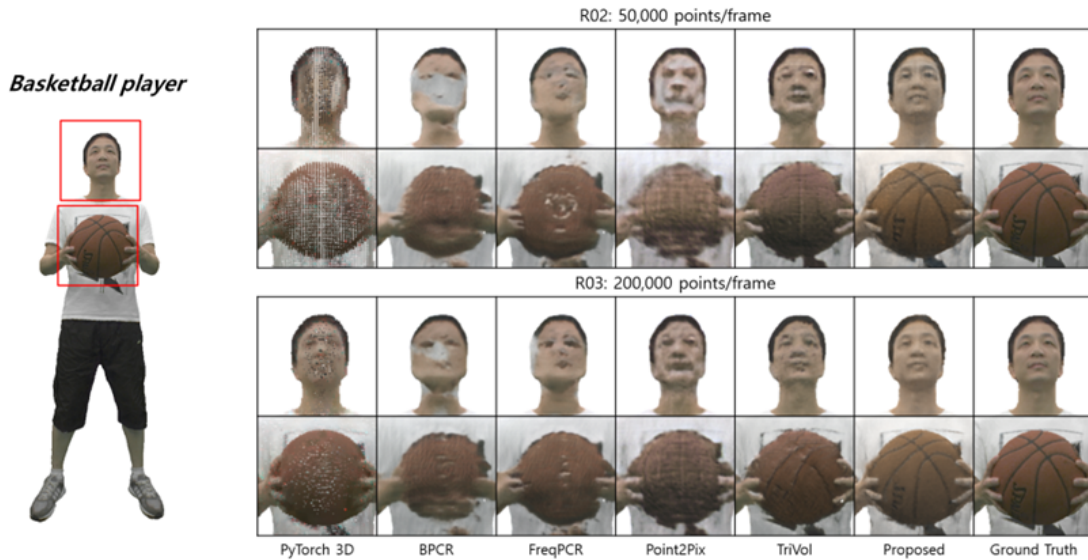 R02: 50,000 points/frame
Basketball player
R03: 200,000 points/frame
PyTorch 3D BPCR FreqPCR Point2Pix TriVol Proposed Ground Truth